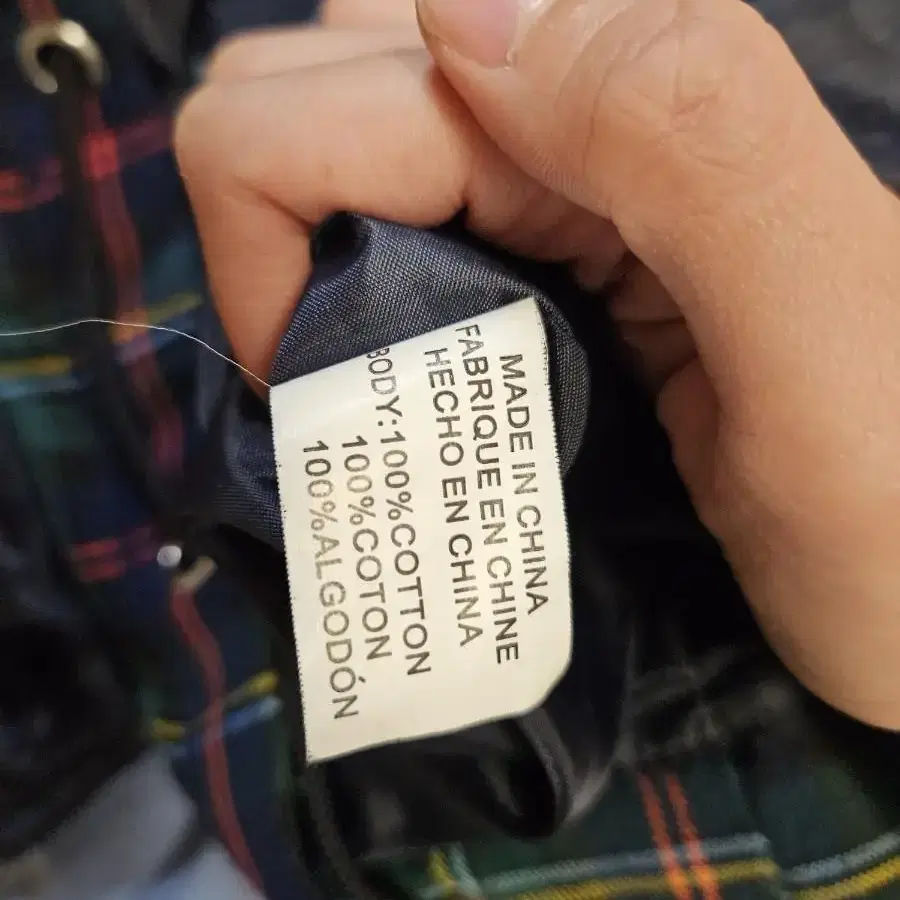 MADE IN CHINA
FABRIQUE EN CHINE
HECHO EN CHINA
BODY:100%COTTON
100%COTON
100%ALGODÓN